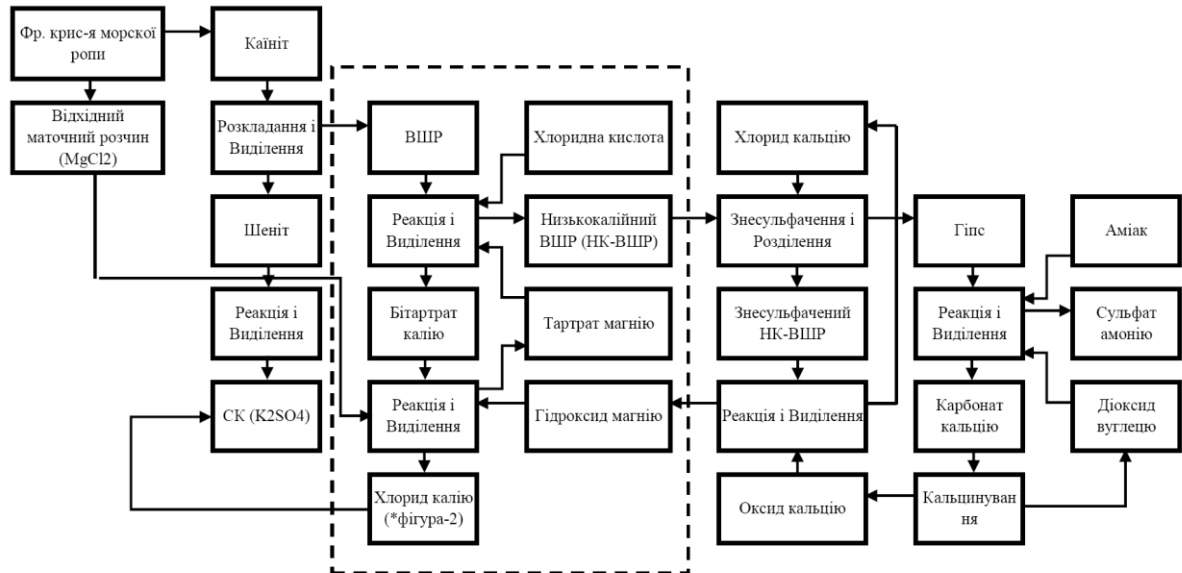 Фр. крис-я морскої
ропи
Каїніт
Відхідний
маточний розчин
(MgCl2)
Розкладання і
Виділення
ВШР
Хлоридна кислота
Хлорид кальцію
Шеніт
Реакція і
Виділення
Низькокалійний
ВШР (НК-ВШР)
Знесульфачення і
Розділення
Гіпс
Аміак
Реакція і
Виділення
Бітартрат
калію
Тартрат магнію
Знесульфачений
НК-ВШР
Реакція і
Виділення
Сульфат
амонію
СК (K2SO4)
Реакція і
Виділення
Гідроксид магнію
Реакція і Виділення
Карбонат
кальцію
Діоксид
вуглецю
Хлорид калію
(*фігура-2)
Оксид кальцію
Кальцинуван
ня